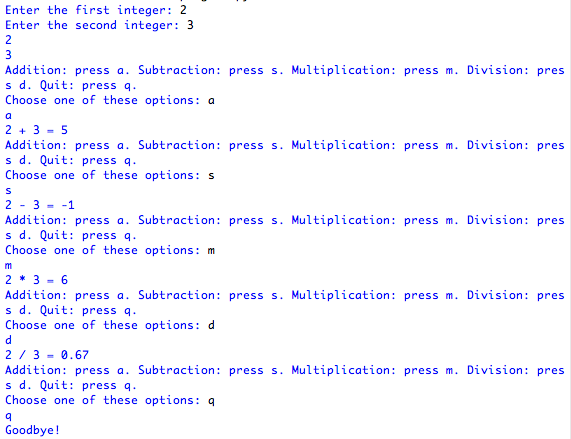 Enter the first integer: 2
Enter the second integer: 3
2
3
Addition: press a. Subtraction: press s. Multiplication: press m. Division: pres
s d. Quit: press q.
Choose one of these options: a
a
2 + 3 = 5
Addition: press a. Subtraction: press s. Multiplication: press m. Division: pres
s d. Quit: press q.
Choose one of these options: s
s
2 - 3 = -1
Addition: press a. Subtraction: press s. Multiplication: press m. Division: pres
s d. Quit: press q.
Choose one of these options: m
m
2 * 3 = 6
Addition: press a. Subtraction: press s. Multiplication: press m. Division: pres
s d. Quit: press q.
Choose one of these options: d
d
2 / 3 = 0.67
Addition: press a. Subtraction: press s. Multiplication: press m. Division: pres
s d. Quit: press q.
Choose one of these options: q
q
Goodbye!